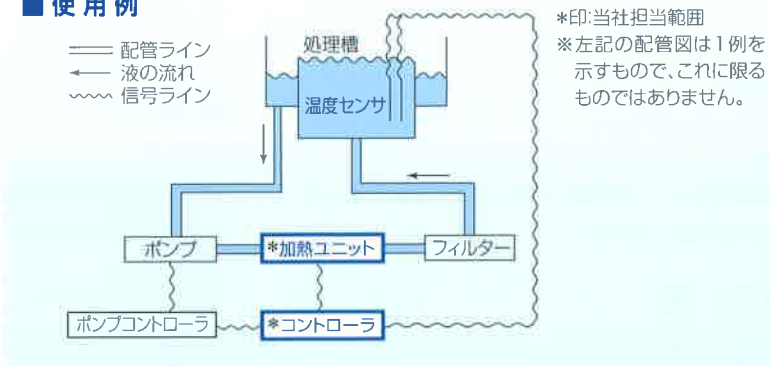 ■使用例
配管ライン
液の流れ
信号ライン
処理槽
温度センサ
ポンプ
*加熱ユニット
フィルター
ポンプコントローラ
*コントローラ
*印:当社担当範囲
※左記の配管図は1例を
示すもので、これに限る
ものではありません。